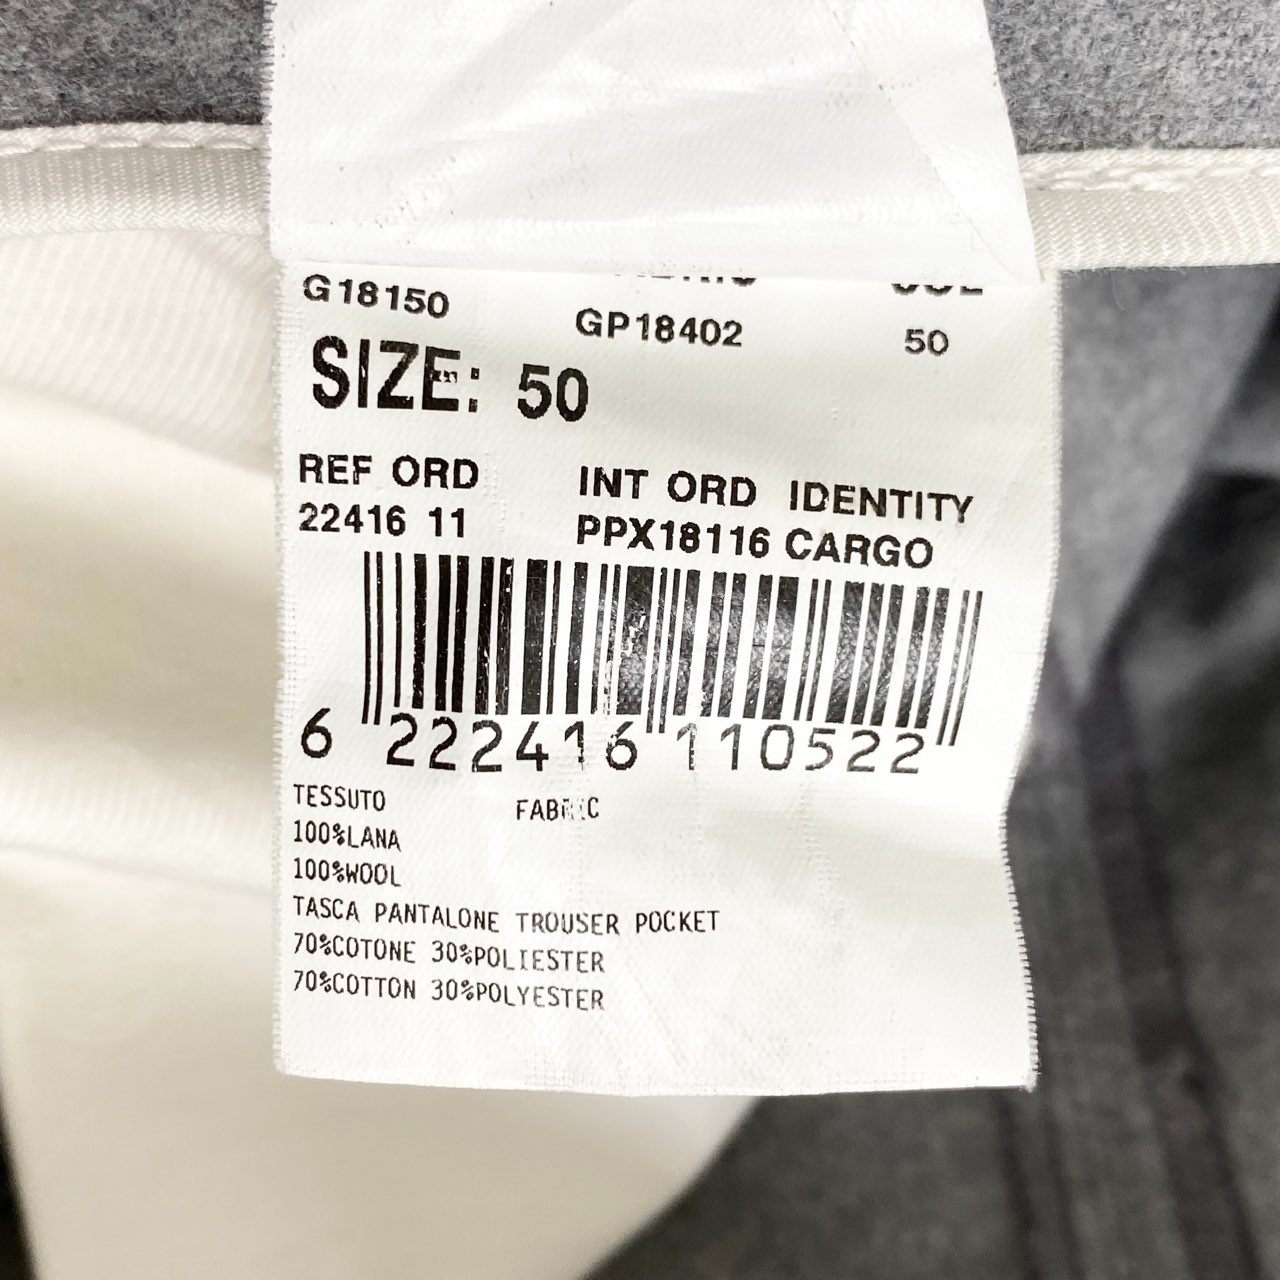 G18150 GP18402 50
SIZE: 50
REF ORD INT ORD IDENTITY
22416 11 PPX18116 CARGO
6 222416 110522
TESSUTO FABRIC
100%LANA
100%WOOL
TASCA PANTALONE TROUSER POCKET
70%COTONE 30%POLIESTER
70%COTTON 30%POLYESTER